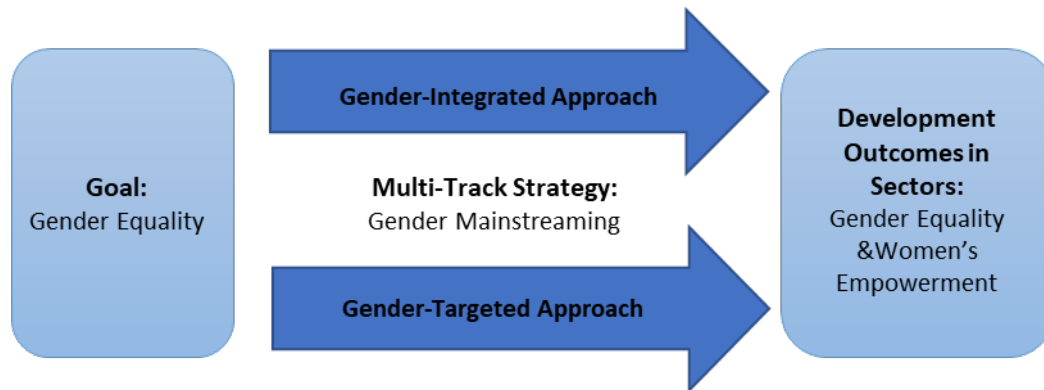 Goal:
Gender Equality
Gender-Integrated Approach
Multi-Track Strategy:
Gender Mainstreaming
Gender-Targeted Approach
Development
Outcomes in
Sectors:
Gender Equality
&Women's
Empowerment